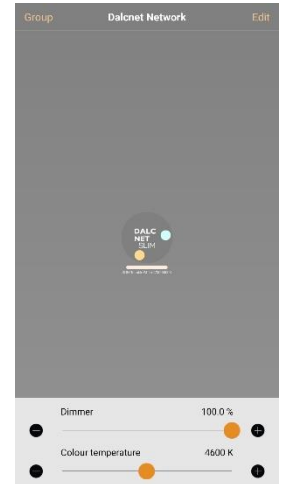 Group Dalcnet Network Edit
DALC
NET
SLIM
Dimmer 100.0 %
Colour temperature 4600 K